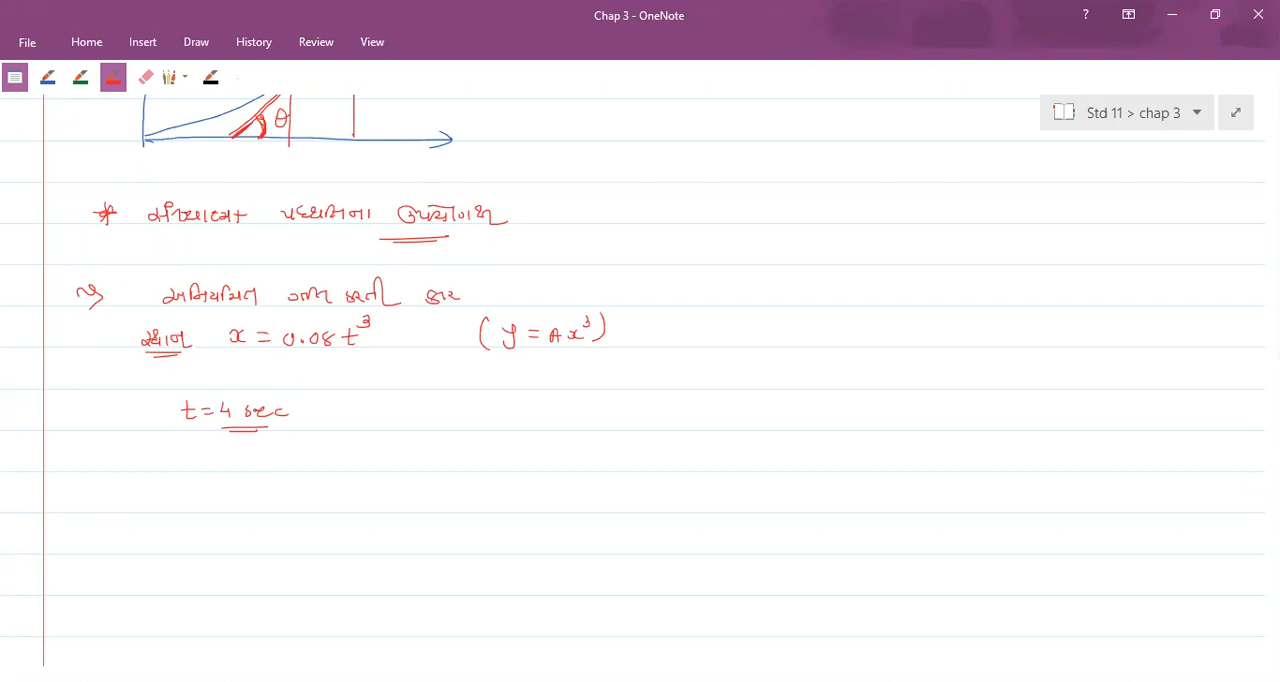 Chap 3 - OneNote
File Home Insert Draw History Review View
Std 11 > chap 3
θ
* સંખ્યાત્મક પદ્ધતિના ઉપયોગથી
અનિયમિત ગતિ કરતી કાર
સ્થાન x = 0.08 t³ (y = Ax³)
t = 4 sec